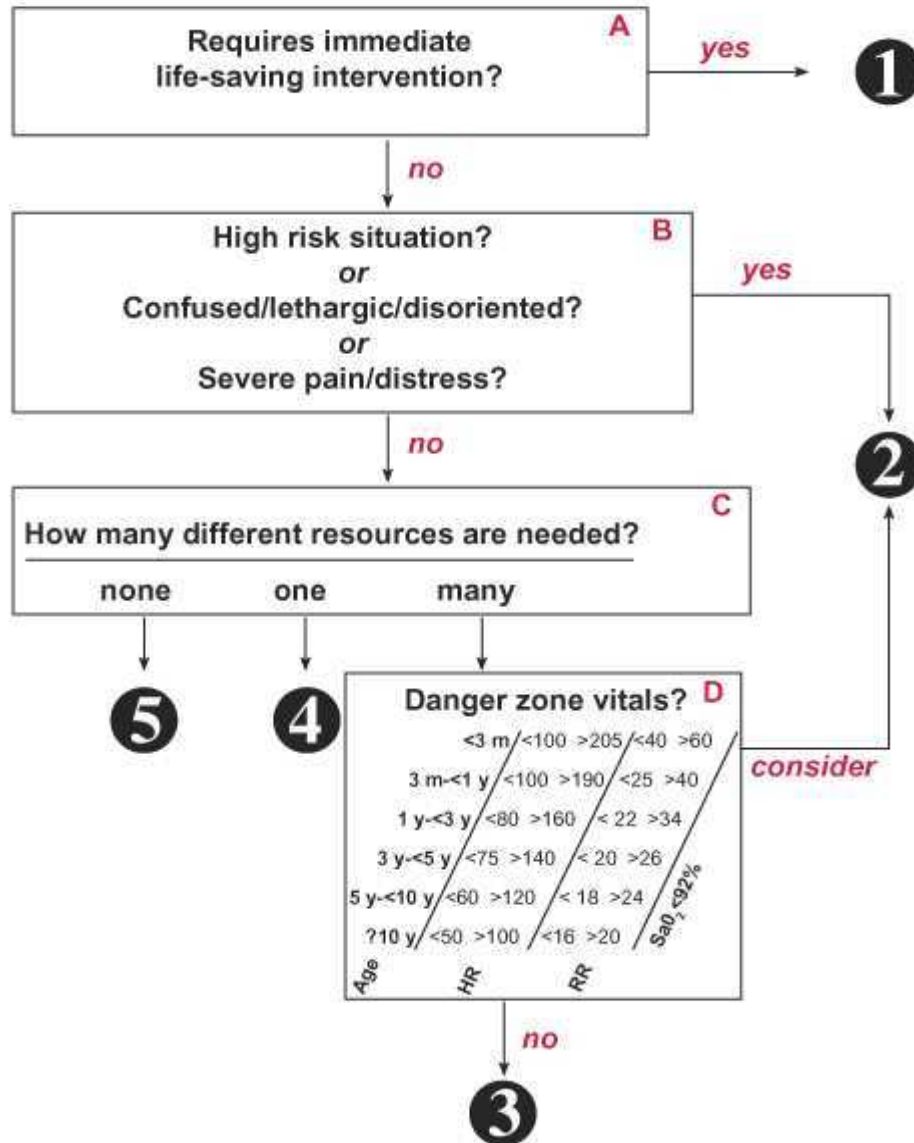 A
Requires immediate
life-saving intervention?
yes
1
no
B
High risk situation?
or
Confused/lethargic/disoriented?
or
Severe pain/distress?
yes
no
2
C
How many different resources are needed?
none one many
5
4
D
Danger zone vitals?
<3 m <100 >205 <40 >60
3 m-<1 y <100 >190 <25 >40
1 y-<3 y <80 >160 < 22 >34
3 y-<5 y <75 >140 < 20 >26
5 y-<10 y <60 >120 < 18 >24
?10 y <50 >100 <16 >20
Sa0₂ <92%
Age HR RR
consider
no
3